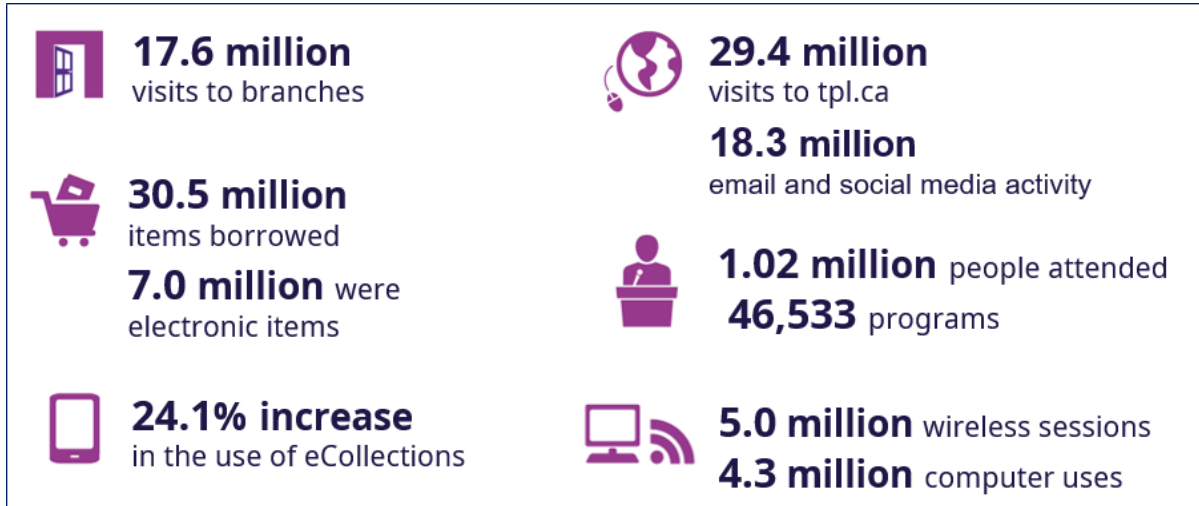 17.6 million
visits to branches
30.5 million
items borrowed
7.0 million were
electronic items
24.1% increase
in the use of eCollections
29.4 million
visits to tpl.ca
18.3 million
email and social media activity
1.02 million people attended
46,533 programs
5.0 million wireless sessions
4.3 million computer uses